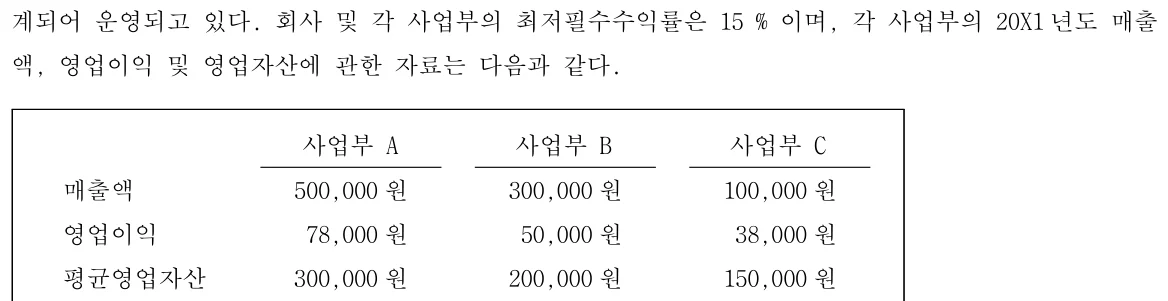 계되어 운영되고 있다. 회사 및 각 사업부의 최저필수수익률은 15 % 이며, 각 사업부의 20X1년도 매출
액, 영업이익 및 영업자산에 관한 자료는 다음과 같다.
사업부 A 사업부 B 사업부 C
매출액 500,000 원 300,000 원 100,000 원
영업이익 78,000 원 50,000 원 38,000 원
평균영업자산 300,000 원 200,000 원 150,000 원